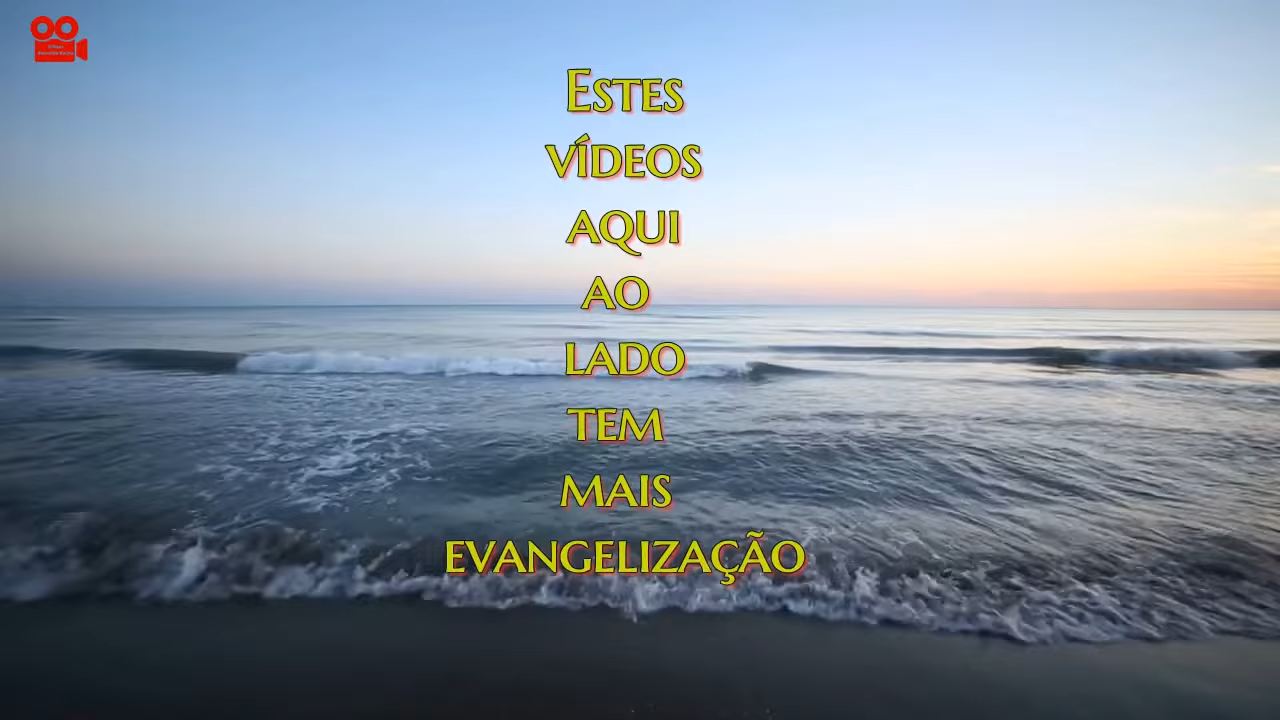 Estes
vídeos
aqui
ao
lado
tem
mais
evangelização